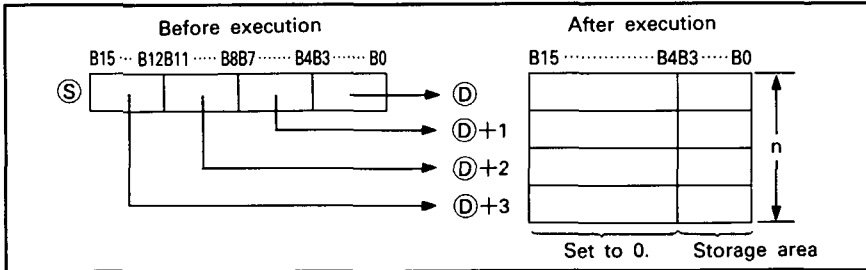 Before execution
After execution
B15 ··· B12B11 ····· B8B7 ······ B4B3 ······ B0
B15 ················ B4B3 ····· B0
Ⓢ
Ⓓ
Ⓓ+1
Ⓓ+2
Ⓓ+3
n
Set to 0. Storage area